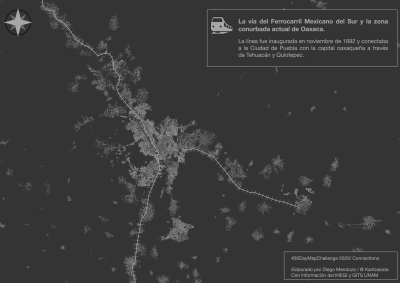 La vía del Ferrocarril Mexicano del Sur y la zona
conurbada actual de Oaxaca.
La línea fue inaugurada en noviembre de 1892 y conectaba
a la Ciudad de Puebla con la capital oaxaqueña a través
de Tehuacán y Quiotepec.
#30DayMapChallenge 2020/ Connections
Elaborado por Diego Mendoza / @ Kantzakata
Con información del INEGI y GITS UNAM